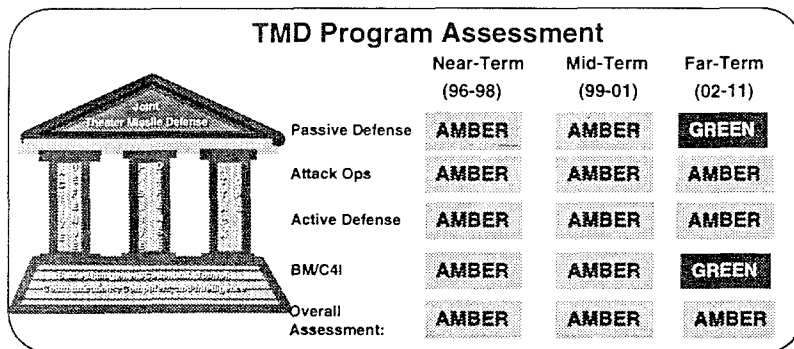 TMD Program Assessment
Near-Term Mid-Term Far-Term
(96-98) (99-01) (02-11)
Joint
Theater Missile Defense
Passive Defense AMBER AMBER GREEN
Attack Ops AMBER AMBER AMBER
Active Defense AMBER AMBER AMBER
BM/C4I AMBER AMBER GREEN
Overall
Assessment: AMBER AMBER AMBER